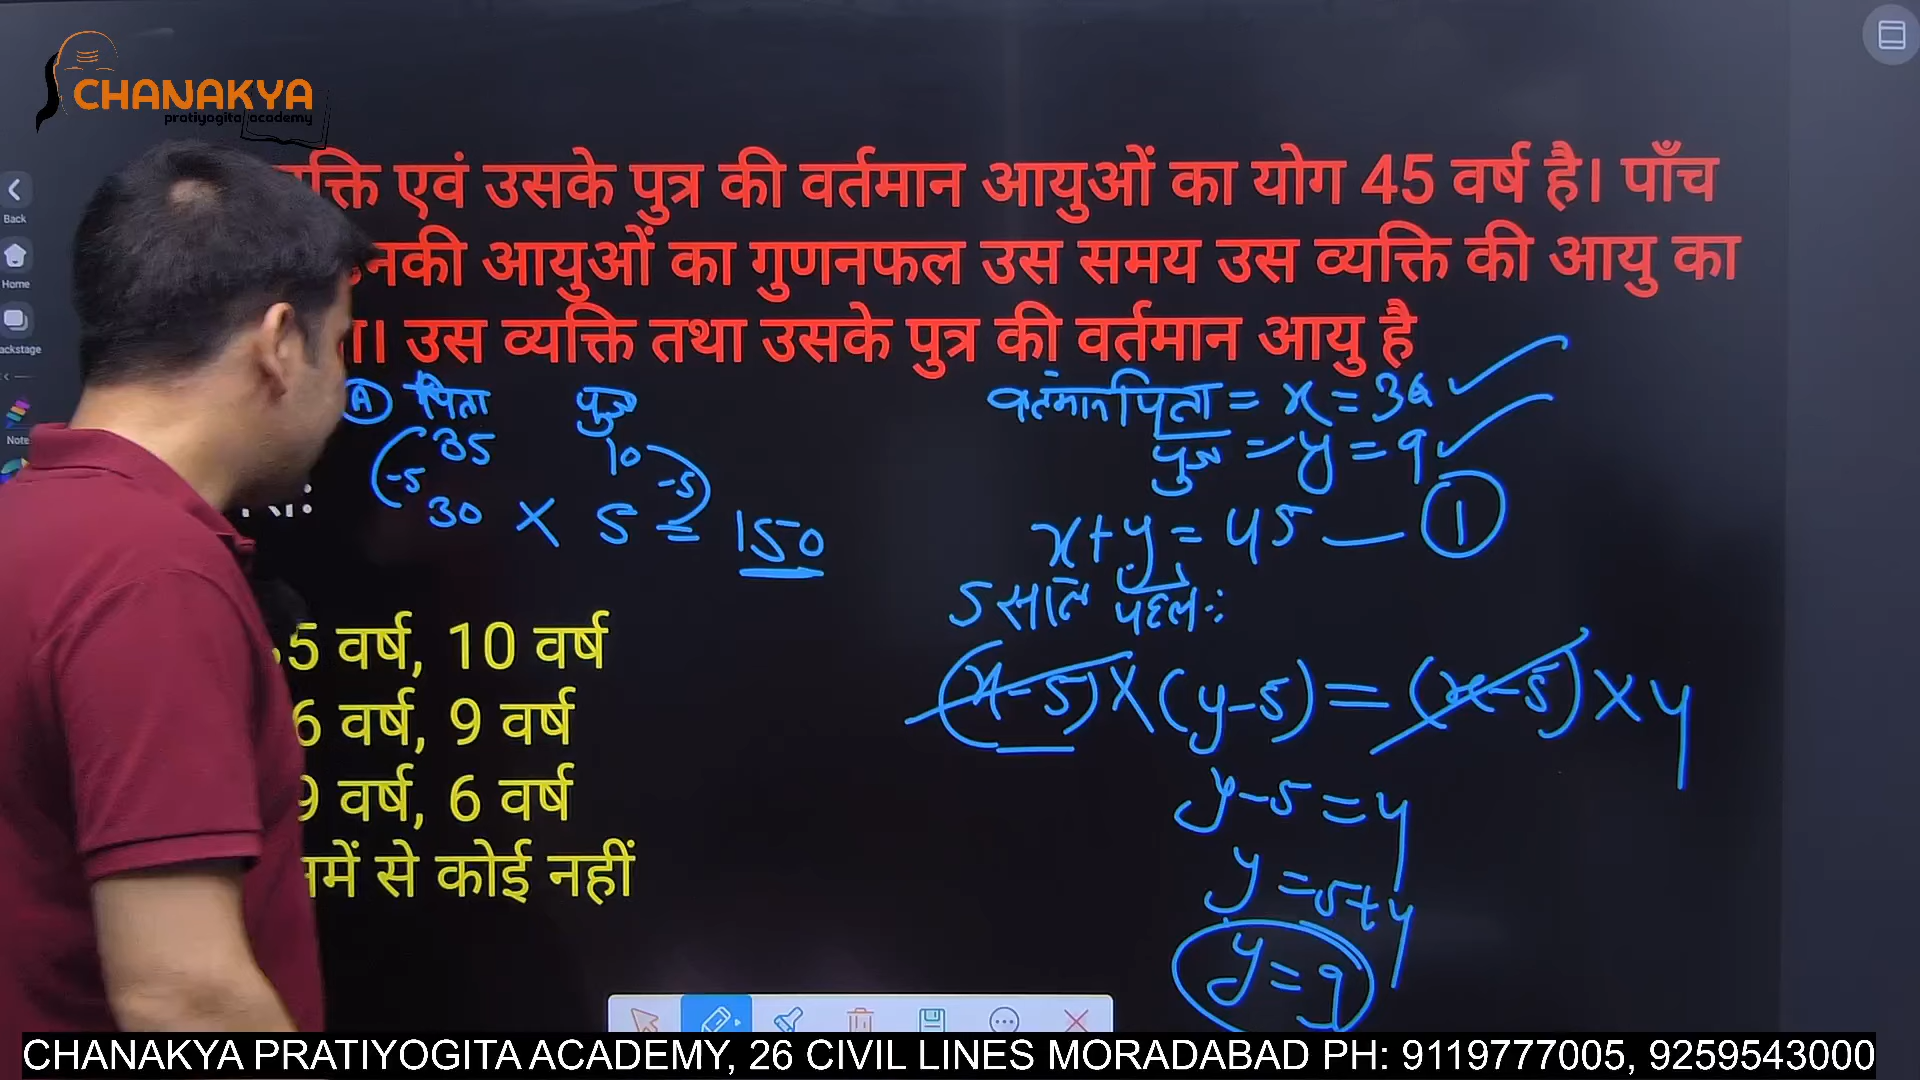 CHANAKYA
pratiyogita academy
एवं उसके पुत्र की वर्तमान आयुओं का योग 45 वर्ष है। पाँच
आयुओं का गुणनफल उस समय उस व्यक्ति की आयु का
उस व्यक्ति तथा उसके पुत्र की वर्तमान आयु है
Back
Home
Note
(A) पिता पुत्र
35 10
-5 -5
30 × 5 = 150
5 वर्ष, 10 वर्ष
6 वर्ष, 9 वर्ष
9 वर्ष, 6 वर्ष
से कोई नहीं
वर्तमान पिता = x = 36
पुत्र = y = 9
x+y = 45 — (1)
5 साल पहले :
(x-5) × (y-5) = (x-5) × y
y-5 = 4
y = 5+4
y = 9
CHANAKYA PRATIYOGITA ACADEMY, 26 CIVIL LINES MORADABAD PH: 9119777005, 9259543000